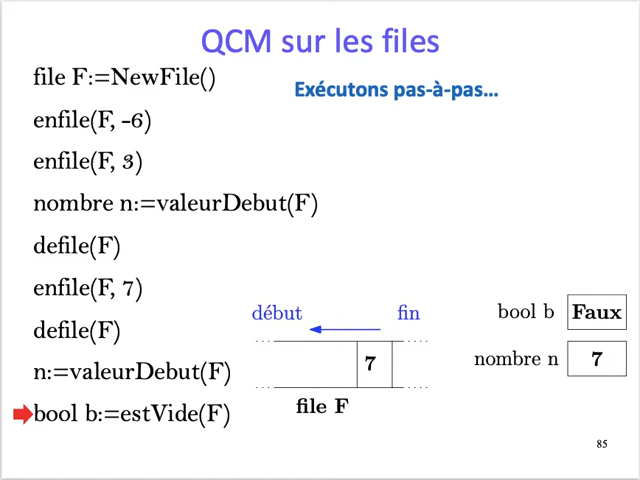 QCM sur les files
file F:=NewFile()
Exécutons pas-à-pas...
enfile(F, -6)
enfile(F, 3)
nombre n:=valeurDebut(F)
defile(F)
enfile(F, 7)
début
fin
bool b
Faux
defile(F)
7
nombre n
7
n:=valeurDebut(F)
file F
bool b:=estVide(F)
85